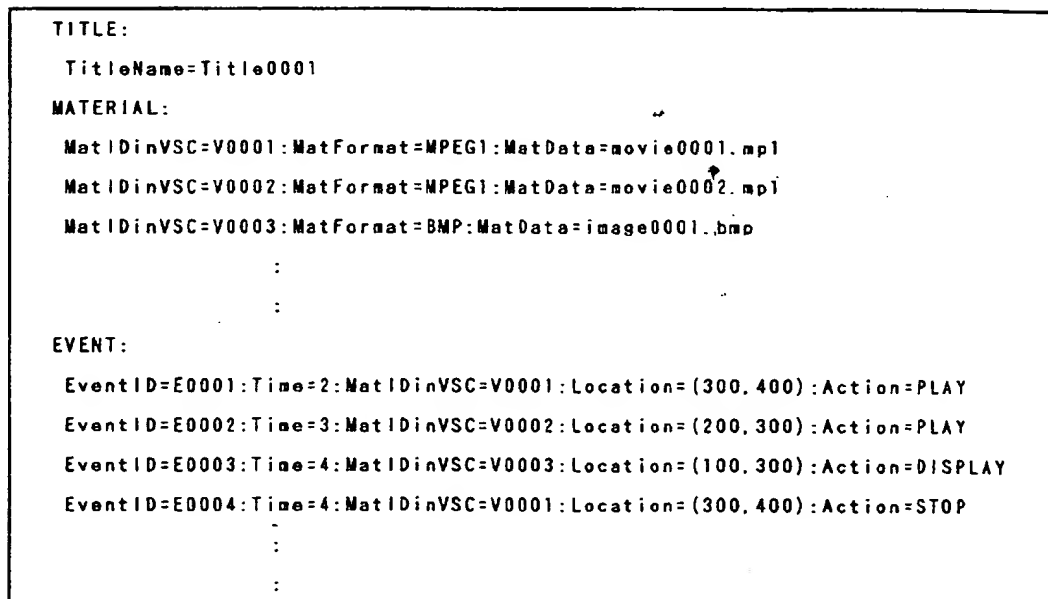 TITLE:
TitleName=Title0001
MATERIAL:
MatIDinVSC=V0001:MatFormat=MPEG1:MatData=movie0001.mp1
MatIDinVSC=V0002:MatFormat=MPEG1:MatData=movie0002.mp1
MatIDinVSC=V0003:MatFormat=BMP:MatData=image0001.bmp
:
:
EVENT:
EventID=E0001:Time=2:MatIDinVSC=V0001:Location=(300,400):Action=PLAY
EventID=E0002:Time=3:MatIDinVSC=V0002:Location=(200,300):Action=PLAY
EventID=E0003:Time=4:MatIDinVSC=V0003:Location=(100,300):Action=DISPLAY
EventID=E0004:Time=4:MatIDinVSC=V0001:Location=(300,400):Action=STOP
:
: